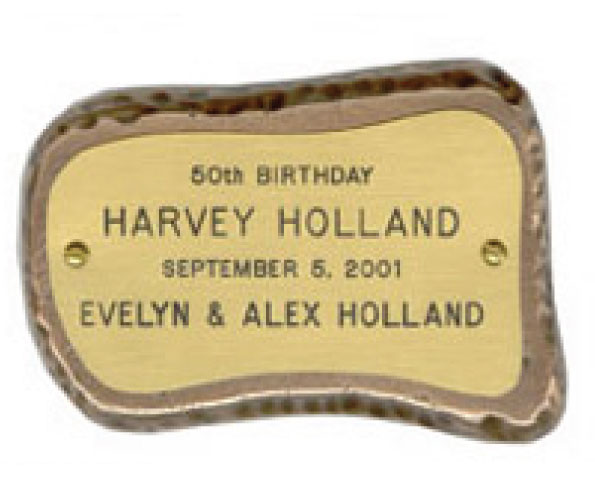 50th BIRTHDAY
HARVEY HOLLAND
SEPTEMBER 5, 2001
EVELYN & ALEX HOLLAND